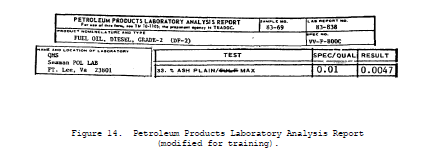 PETROLEUM PRODUCTS LABORATORY ANALYSIS REPORT
For use of this form, see TM 10-1105; the proponent agency is TRADOC.
SAMPLE NO.
83-69
LAB REPORT NO.
83-838
PRODUCT NOMENCLATURE AND TYPE
FUEL OIL, DIESEL, GRADE-2 (DF-2)
SPEC NO.
VV-F-800C
NAME AND LOCATION OF LABORATORY
QMS
Seaman POL LAB
FT. Lee, Va 23801
TEST
SPEC/QUAL
RESULT
33. % ASH PLAIN/ MAX
0.01
0.0047
Figure 14. Petroleum Products Laboratory Analysis Report
(modified for training).